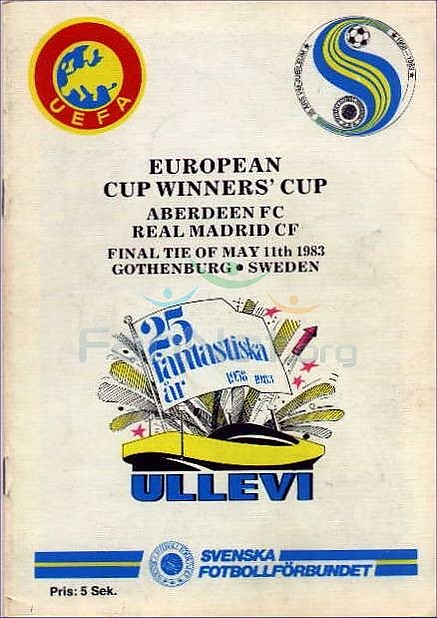 UEFA
EUROPEAN
CUP WINNERS' CUP
ABERDEEN FC
REAL MADRID CF
FINAL TIE OF MAY 11th 1983
GOTHENBURG • SWEDEN
25
fantastiska
år
1958 1983
ULLEVI
SVENSKA
FOTBOLLFÖRBUNDET
Pris: 5 Sek.